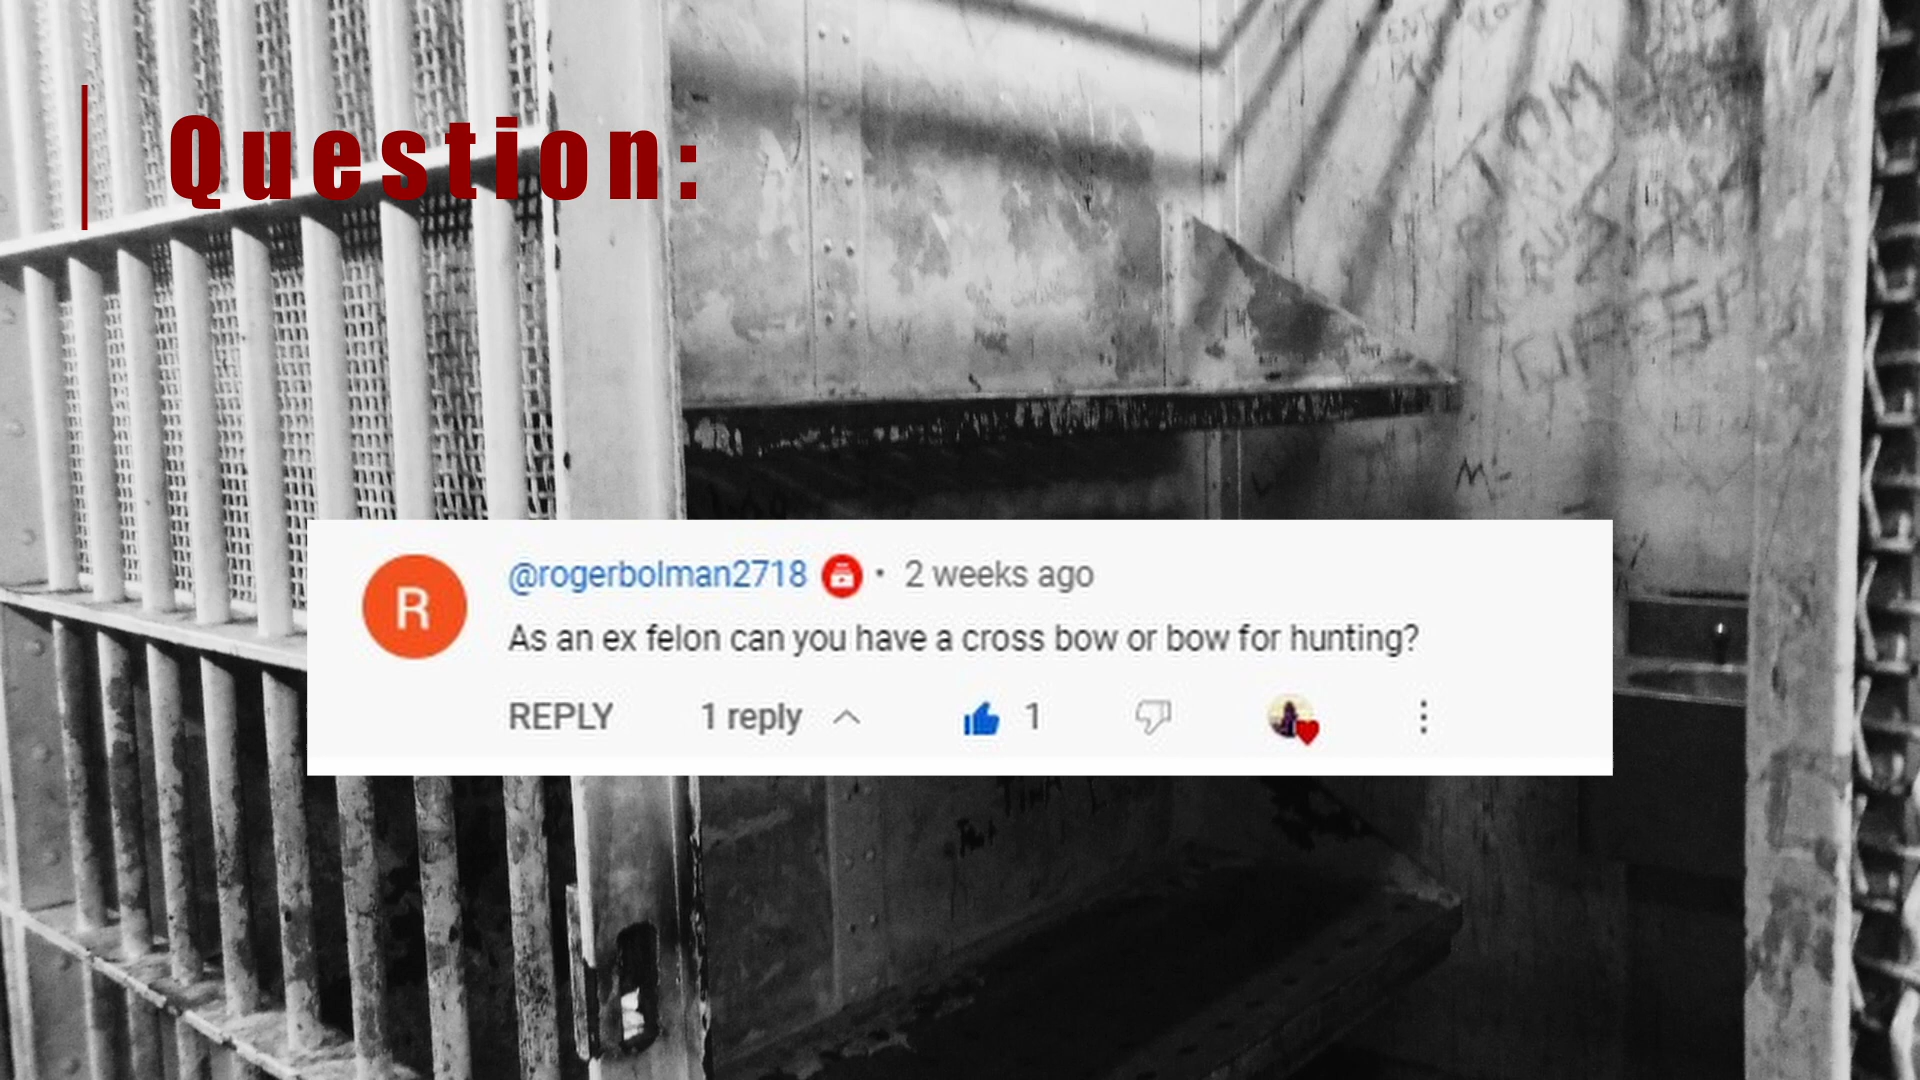 Question:
R
@rogerbolman2718 • 2 weeks ago
As an ex felon can you have a cross bow or bow for hunting?
REPLY 1 reply 1